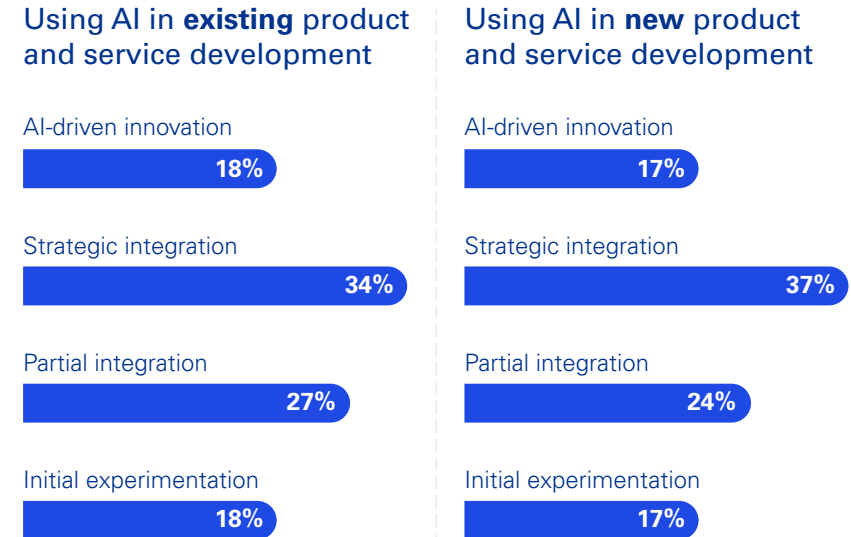 Using AI in existing product
and service development
AI-driven innovation
18%
Strategic integration
34%
Partial integration
27%
Initial experimentation
18%
Using AI in new product
and service development
AI-driven innovation
17%
Strategic integration
37%
Partial integration
24%
Initial experimentation
17%